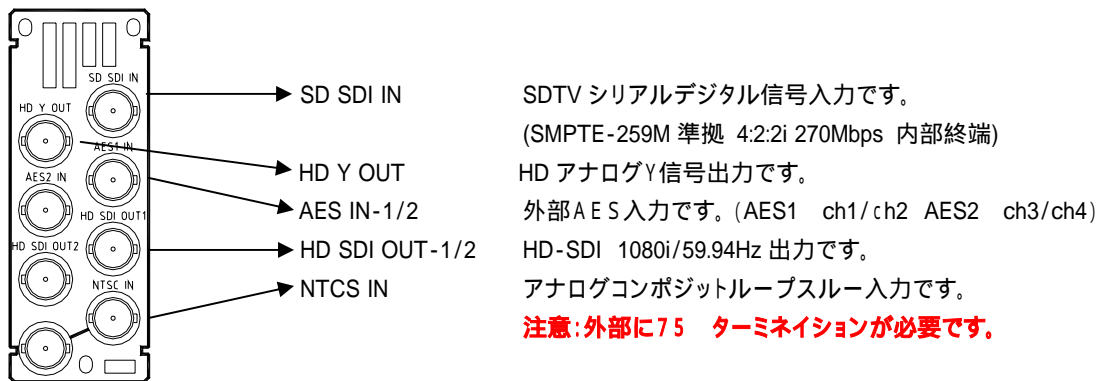 SD SDI IN
HD Y OUT
AES1 IN
AES2 IN
HD SDI OUT1
HD SDI OUT2
NTSC IN
SD SDI IN SDTV シリアルデジタル信号入力です。
(SMPTE-259M 準拠 4:2:2i 270Mbps 内部終端)
HD Y OUT HD アナログY信号出力です。
AES IN-1/2 外部AES入力です。(AES1 ch1/ch2 AES2 ch3/ch4)
HD SDI OUT-1/2 HD-SDI 1080i/59.94Hz 出力です。
NTCS IN アナログコンポジットループスルー入力です。
注意:外部に75 ターミネイションが必要です。